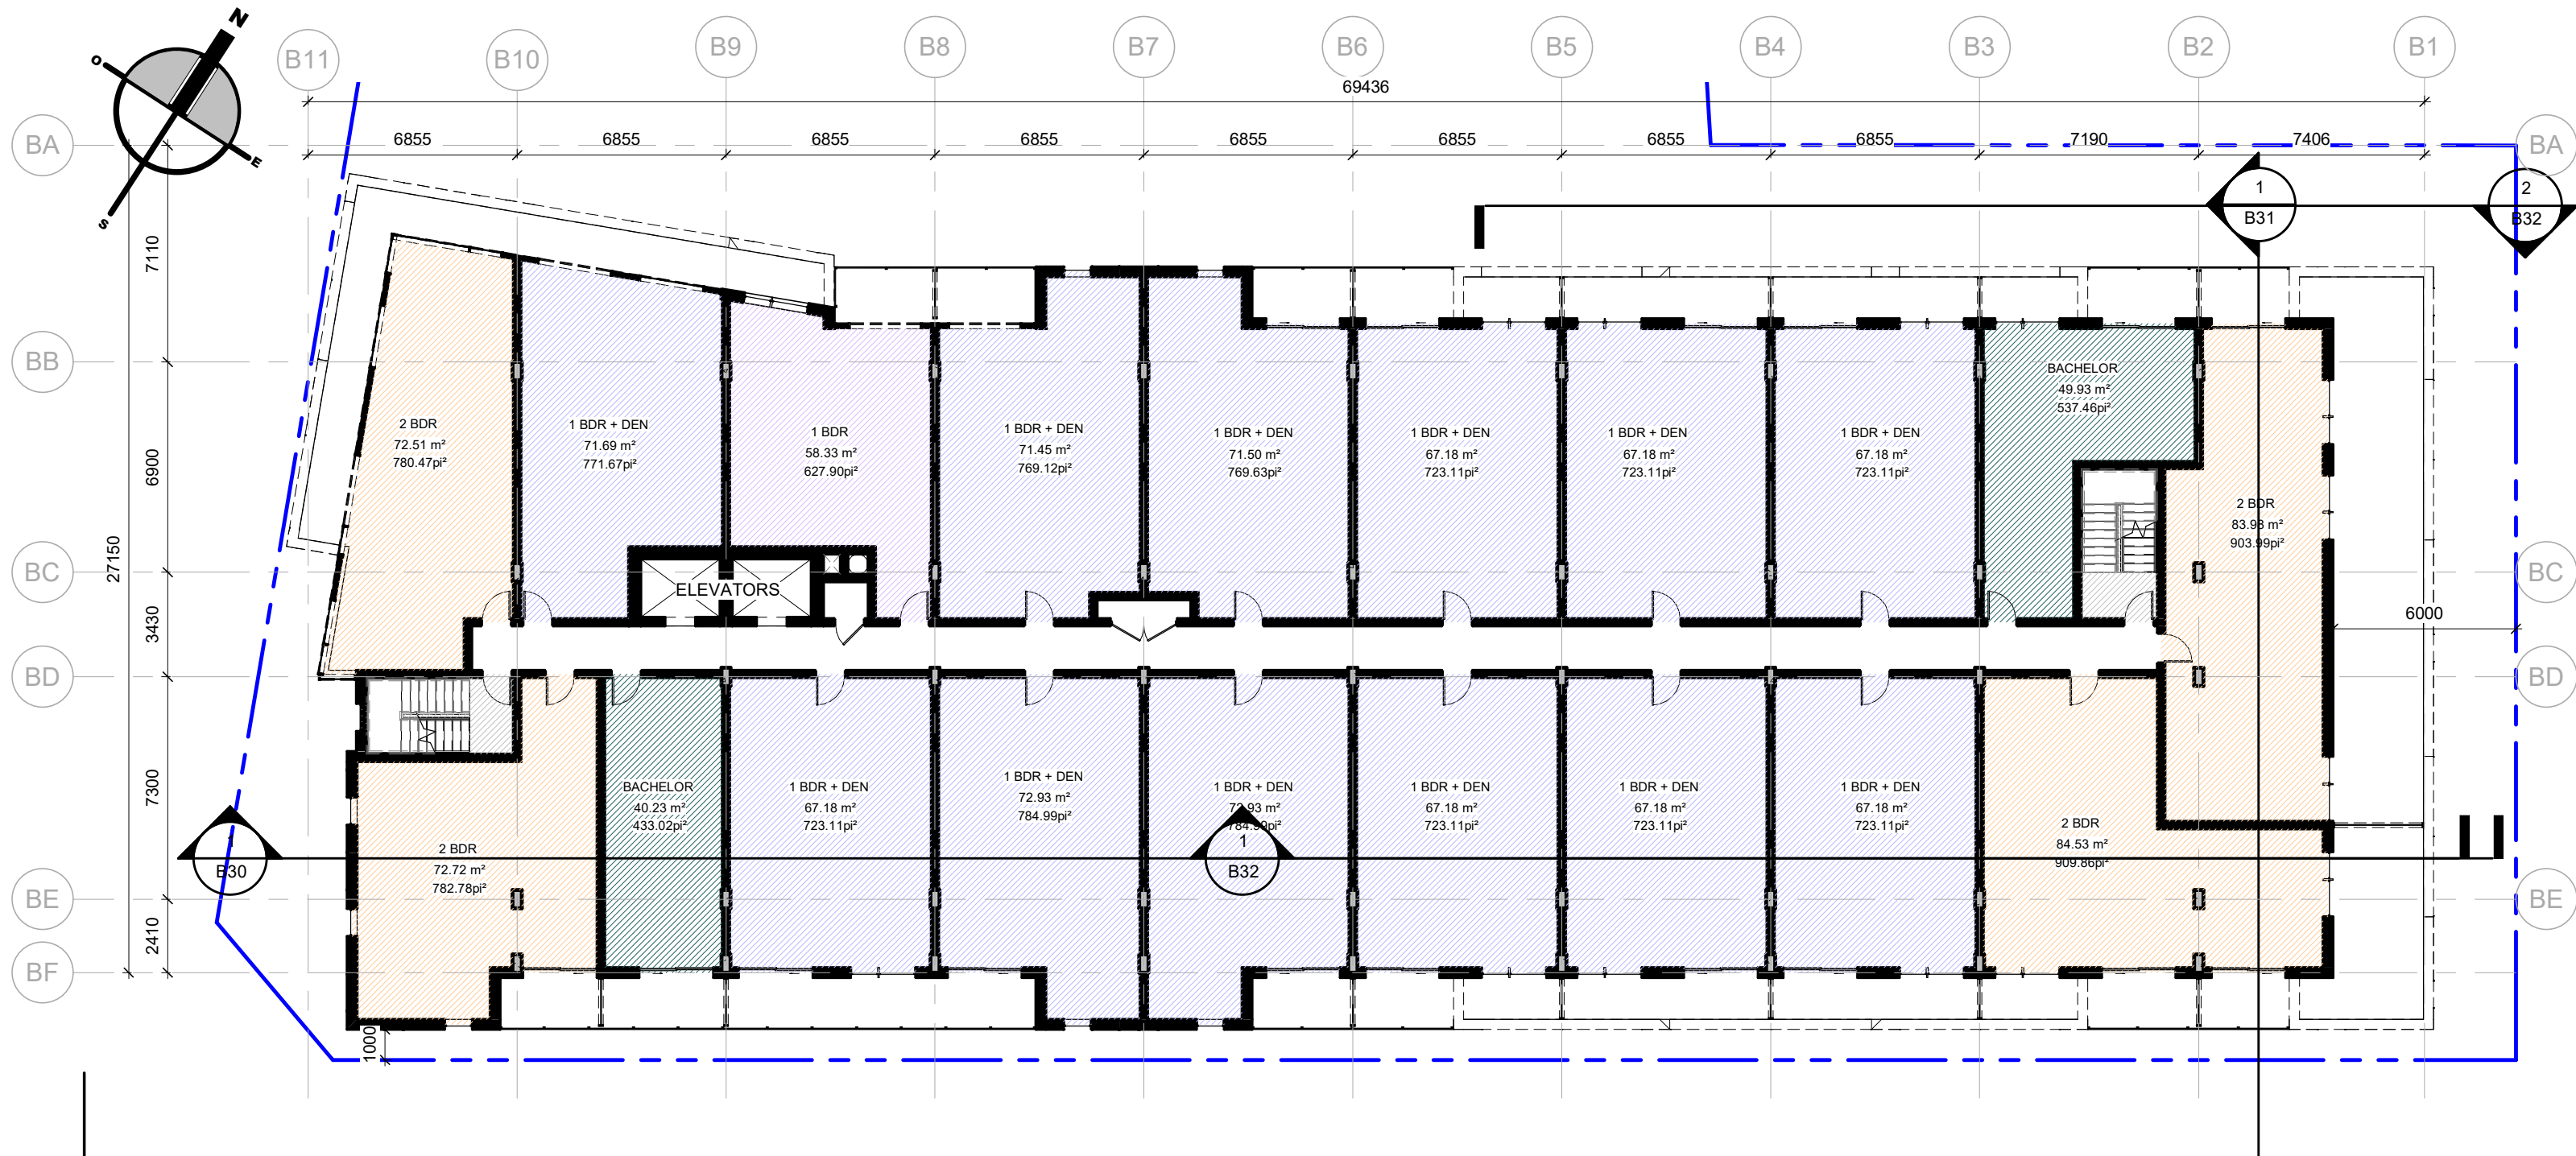 N
O
E
S
B11 B10 B9 B8 B7 B6 B5 B4 B3 B2 B1
69436
6855 6855 6855 6855 6855 6855 6855 6855 7190 7406
BA BA
1
B31
2
B32
7110
BB
6900
27150
BC BC
3430
BD BD
7300
BE BE
2410
BF
1000
6000
2 BDR
72.51 m²
780.47pi²
1 BDR + DEN
71.69 m²
771.67pi²
1 BDR
58.33 m²
627.90pi²
1 BDR + DEN
71.45 m²
769.12pi²
1 BDR + DEN
71.50 m²
769.63pi²
1 BDR + DEN
67.18 m²
723.11pi²
1 BDR + DEN
67.18 m²
723.11pi²
1 BDR + DEN
67.18 m²
723.11pi²
BACHELOR
49.93 m²
537.46pi²
2 BDR
83.98 m²
903.99pi²
ELEVATORS
2 BDR
72.72 m²
782.78pi²
BACHELOR
40.23 m²
433.02pi²
1 BDR + DEN
67.18 m²
723.11pi²
1 BDR + DEN
72.93 m²
784.99pi²
1 BDR + DEN
72.93 m²
784.99pi²
1 BDR + DEN
67.18 m²
723.11pi²
1 BDR + DEN
67.18 m²
723.11pi²
1 BDR + DEN
67.18 m²
723.11pi²
2 BDR
84.53 m²
909.86pi²
1
B30
1
B32